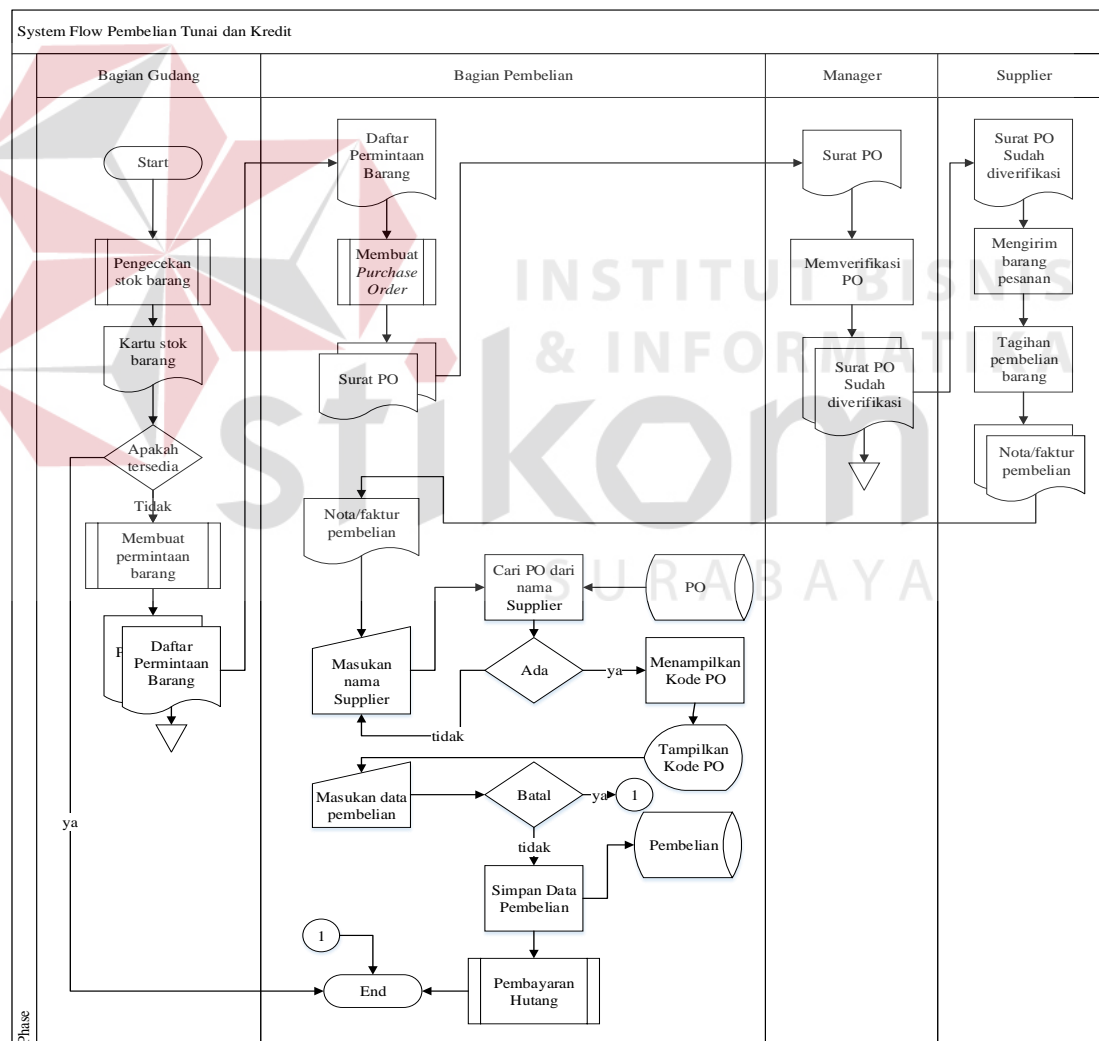 System Flow Pembelian Tunai dan Kredit
Bagian Gudang
Bagian Pembelian
Manager
Supplier
Start
Pengecekan
stok barang
Kartu stok
barang
Apakah
tersedia
Tidak
Membuat
permintaan
barang
Daftar
Permintaan
Barang
ya
Daftar
Permintaan
Barang
Membuat
Purchase
Order
Surat PO
Surat PO
Memverifikasi
PO
Surat PO
Sudah
diverifikasi
Surat PO
Sudah
diverifikasi
Mengirim
barang
pesanan
Tagihan
pembelian
barang
Nota/faktur
pembelian
Nota/faktur
pembelian
Masukan
nama
Supplier
Cari PO dari
nama
Supplier
PO
Ada
ya
tidak
Menampilkan
Kode PO
Tampilkan
Kode PO
Masukan data
pembelian
Batal
ya
1
tidak
Simpan Data
Pembelian
Pembelian
Pembayaran
Hutang
1
End
Phase
INSTITUT BISNIS
& INFORMATIKA
stikom
SURABAYA